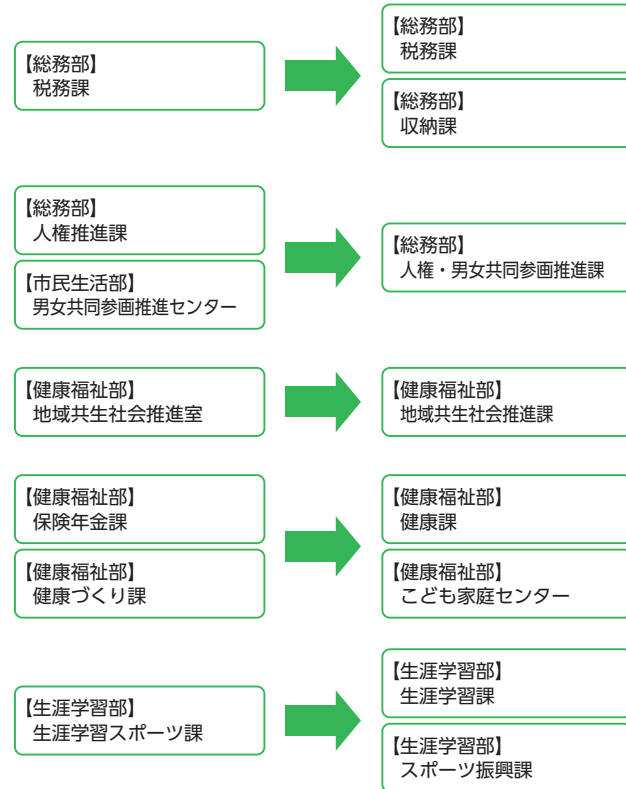 【総務部】
税務課
【総務部】
税務課
【総務部】
収納課
【総務部】
人権推進課
【市民生活部】
男女共同参画推進センター
【総務部】
人権・男女共同参画推進課
【健康福祉部】
地域共生社会推進室
【健康福祉部】
地域共生社会推進課
【健康福祉部】
保険年金課
【健康福祉部】
健康づくり課
【健康福祉部】
健康課
【健康福祉部】
こども家庭センター
【生涯学習部】
生涯学習スポーツ課
【生涯学習部】
生涯学習課
【生涯学習部】
スポーツ振興課